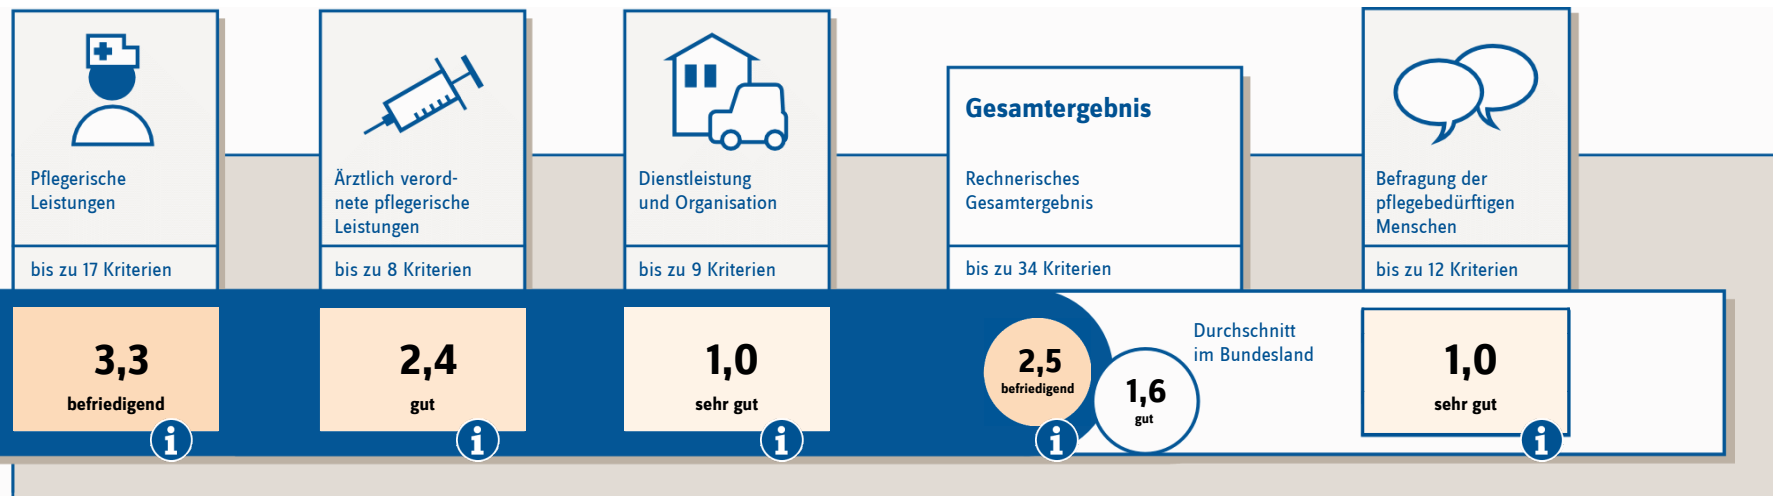 Pflegerische
Leistungen
bis zu 17 Kriterien
3,3
befriedigend
i
Ärztlich verord-
nete pflegerische
Leistungen
bis zu 8 Kriterien
2,4
gut
i
Dienstleistung
und Organisation
bis zu 9 Kriterien
1,0
sehr gut
i
Gesamtergebnis
Rechnerisches
Gesamtergebnis
bis zu 34 Kriterien
2,5
befriedigend
i
1,6
gut
Durchschnitt
im Bundesland
Befragung der
pflegebedürftigen
Menschen
bis zu 12 Kriterien
1,0
sehr gut
i